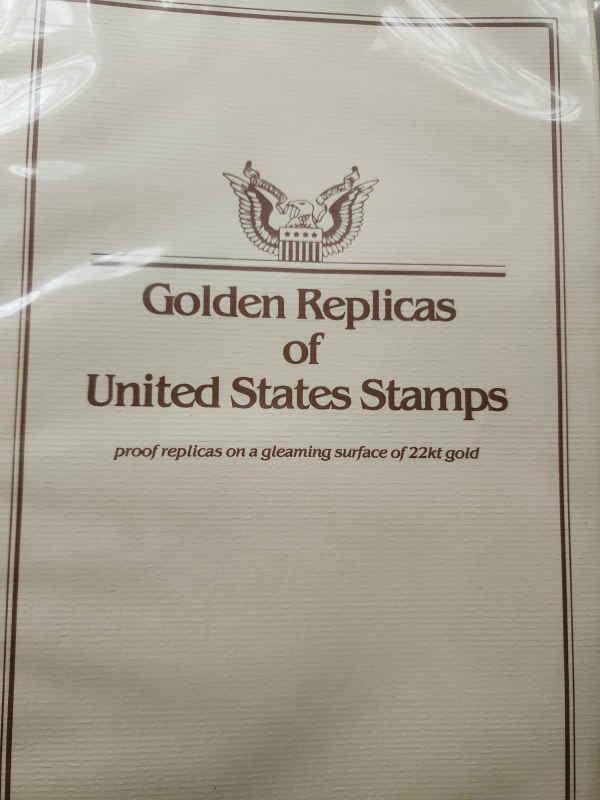 Golden Replicas
of
United States Stamps
proof replicas on a gleaming surface of 22kt gold